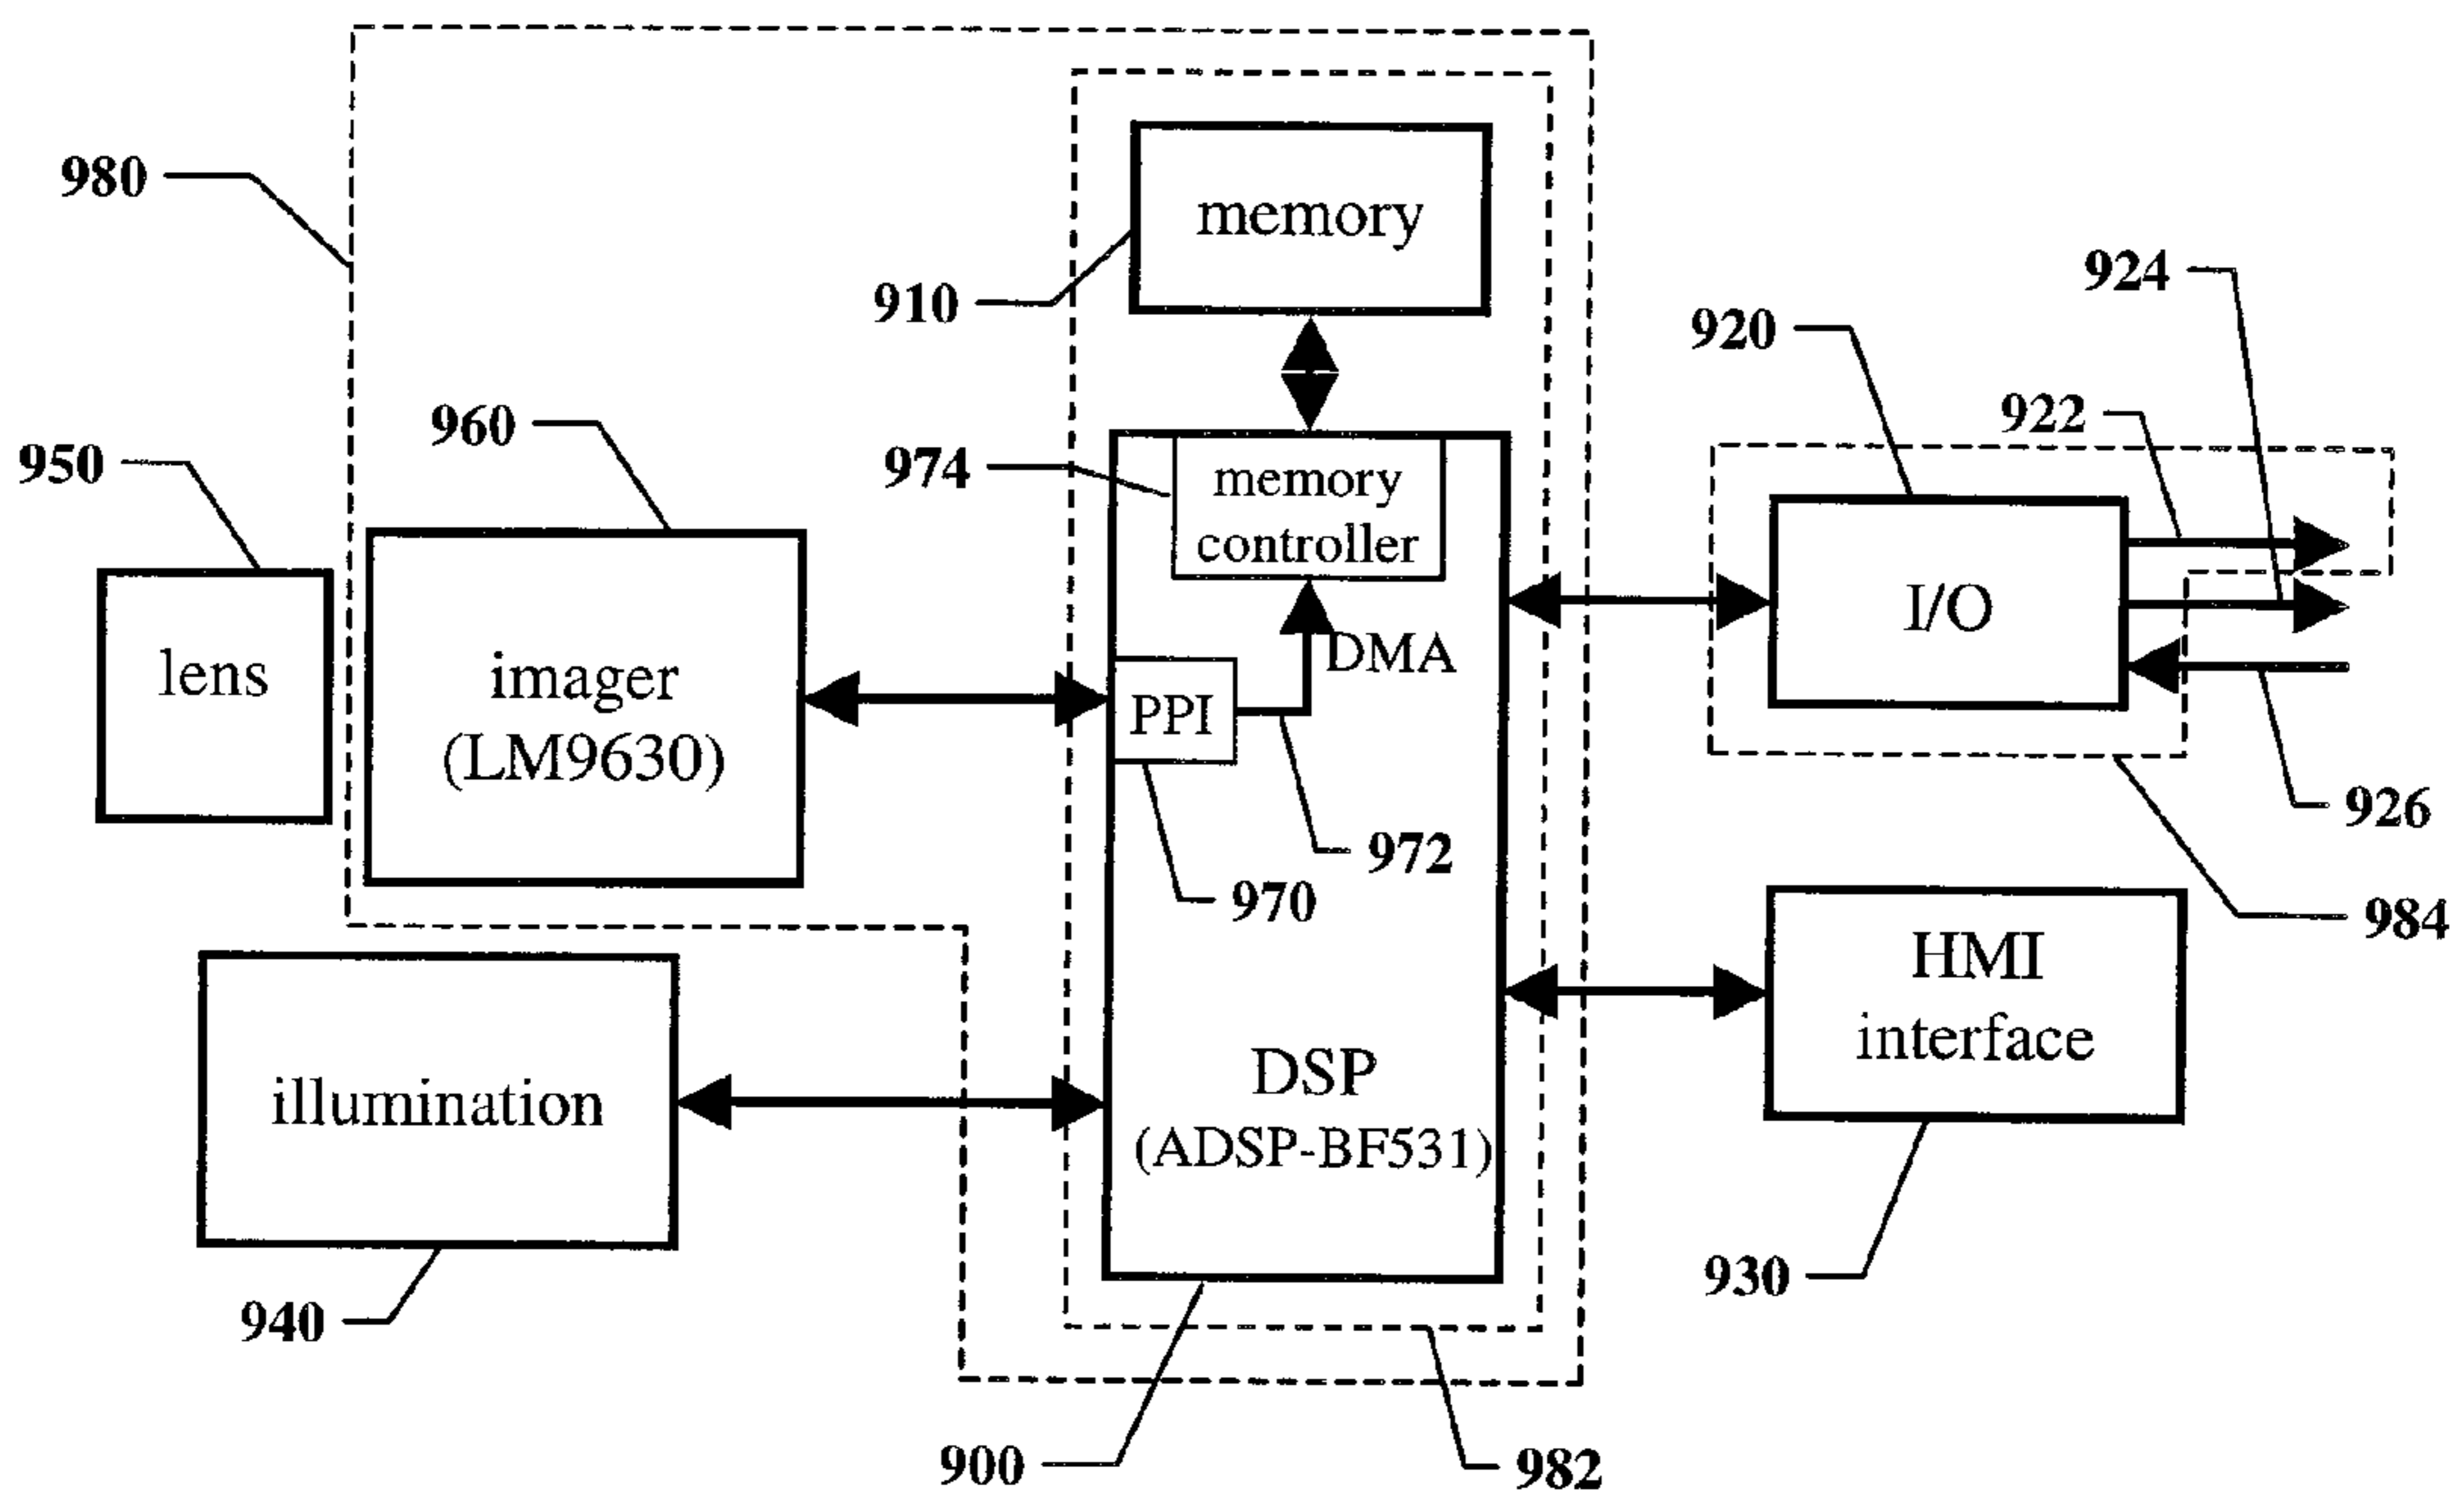 980
memory
910
924
920
922
960
950
974
memory
controller
I/O
DMA
lens
imager
(LM9630)
PPI
926
972
970
984
HMI
interface
illumination
DSP
(ADSP-BF531)
930
940
900
982